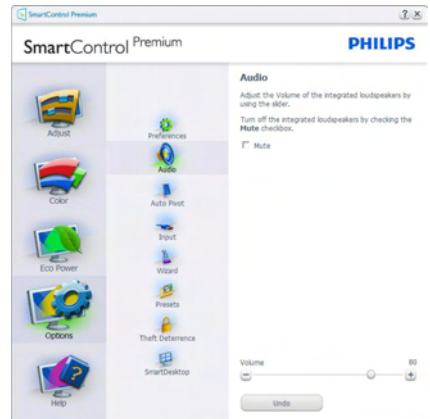 SmartControl Premium
? ×
SmartControl Premium
PHILIPS
Adjust
Color
Eco Power
Options
Help
Preferences
Audio
Auto Pivot
Input
Wizard
Presets
Theft Deterrence
SmartDesktop
Audio
Adjust the Volume of the integrated loudspeakers by
using the slider.
Turn off the integrated loudspeakers by checking the
Mute checkbox.
Mute
Volume 80
Undo